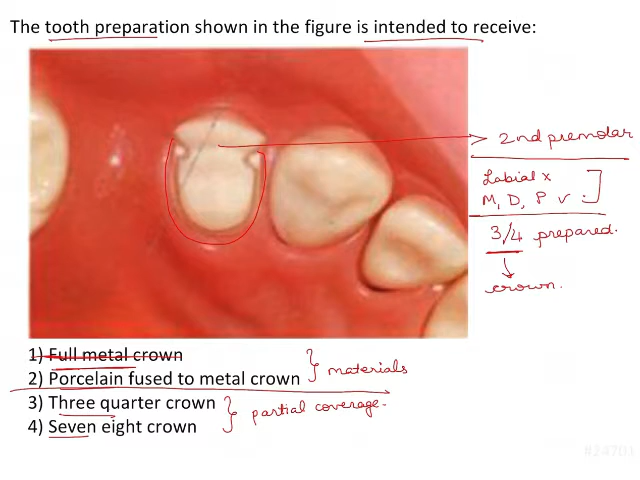 The tooth preparation shown in the figure is intended to receive:
2nd premolar
Labial x
M, D, P ✓
3/4 prepared.
crown.
1) Full metal crown
2) Porcelain fused to metal crown
} materials
3) Three quarter crown
4) Seven eight crown
} partial coverage.